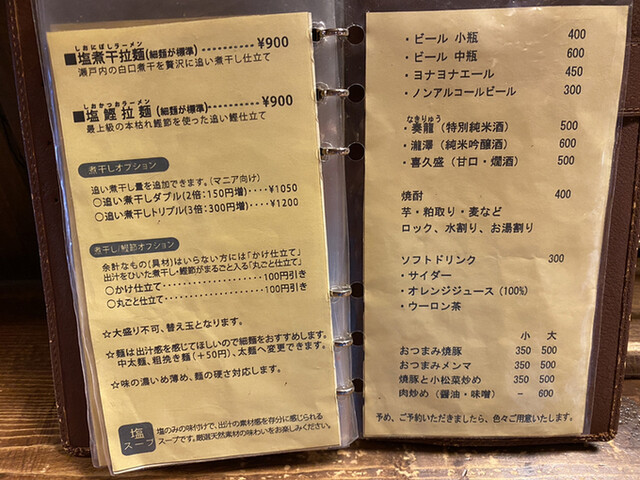 しおにぼしラーメン
■塩煮干拉麺(細麺が標準)----------¥900
瀬戸内の白口煮干を贅沢に追い煮干し仕立て
しおかつおラーメン
■塩鰹拉麺(細麺が標準)----------¥900
最上級の本枯れ鰹節を使った追い鰹仕立て
煮干しオプション
追い煮干し量を追加できます。(マニア向け)
○追い煮干しダブル(2倍:150円増)‥‥¥1050
○追い煮干しトリプル(3倍:300円増)‥¥1200
煮干し/鰹節オプション
余計なもの(具材)はいらない方には「かけ仕立て」
出汁をひいた煮干し・鰹節がまるごと入る「丸ごと仕立て」
○かけ仕立て‥‥‥‥‥‥‥‥100円引き
○丸ごと仕立て‥‥‥‥‥‥‥100円引き
☆大盛り不可、替え玉となります。
☆麺は出汁感を感じてほしいので細麺をおすすめします。
中太麺、粗挽き麺(+50円)、太麺へ変更できます。
☆味の濃いめ薄め、麺の硬さ対応します。
塩スープ
塩のみの味付けで、出汁の素材感を存分に感じられる
スープです。厳選天然素材の味わいをお楽しみください。
・ビール 小瓶 400
・ビール 中瓶 600
・ヨナヨナエール 450
・ノンアルコールビール 300
なきりゅう
・奏龍(特別純米酒) 500
・瀧澤(純米吟醸酒) 600
・喜久盛(甘口・燗酒) 500
焼酎 400
芋・粕取り・麦など
ロック、水割り、お湯割り
ソフトドリンク 300
・サイダー
・オレンジジュース(100%)
・ウーロン茶
小 大
おつまみ焼豚 350 500
おつまみメンマ 350 500
焼豚と小松菜炒め 350 500
肉炒め(醤油・味噌) - 600
予め、ご予約いただきましたら、色々ご用意いたします。